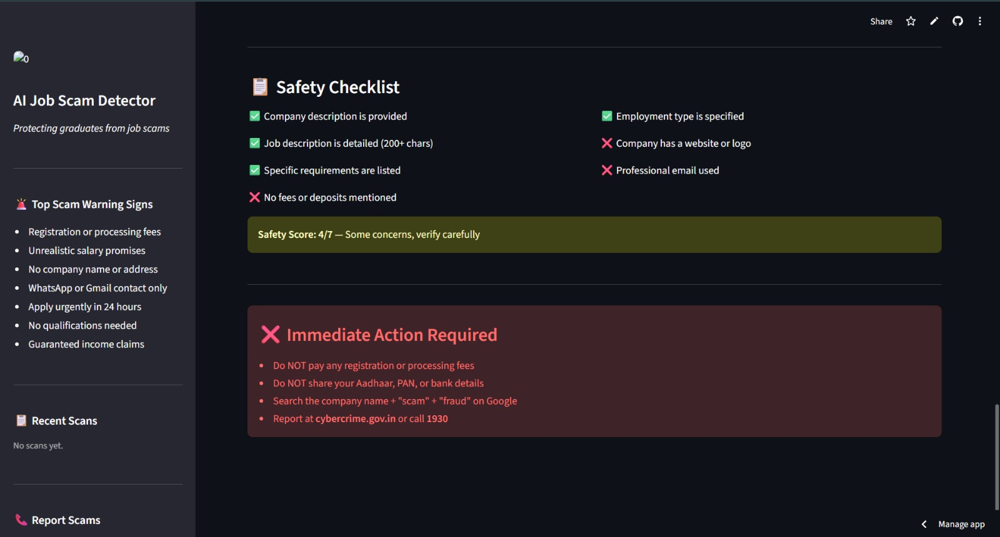 Share
0
AI Job Scam Detector
Protecting graduates from job scams
Top Scam Warning Signs
Registration or processing fees
Unrealistic salary promises
No company name or address
WhatsApp or Gmail contact only
Apply urgently in 24 hours
No qualifications needed
Guaranteed income claims
Recent Scans
No scans yet.
Report Scams
Safety Checklist
Company description is provided
Job description is detailed (200+ chars)
Specific requirements are listed
No fees or deposits mentioned
Employment type is specified
Company has a website or logo
Professional email used
Safety Score: 4/7 — Some concerns, verify carefully
Immediate Action Required
Do NOT pay any registration or processing fees
Do NOT share your Aadhaar, PAN, or bank details
Search the company name + "scam" + "fraud" on Google
Report at cybercrime.gov.in or call 1930
Manage app